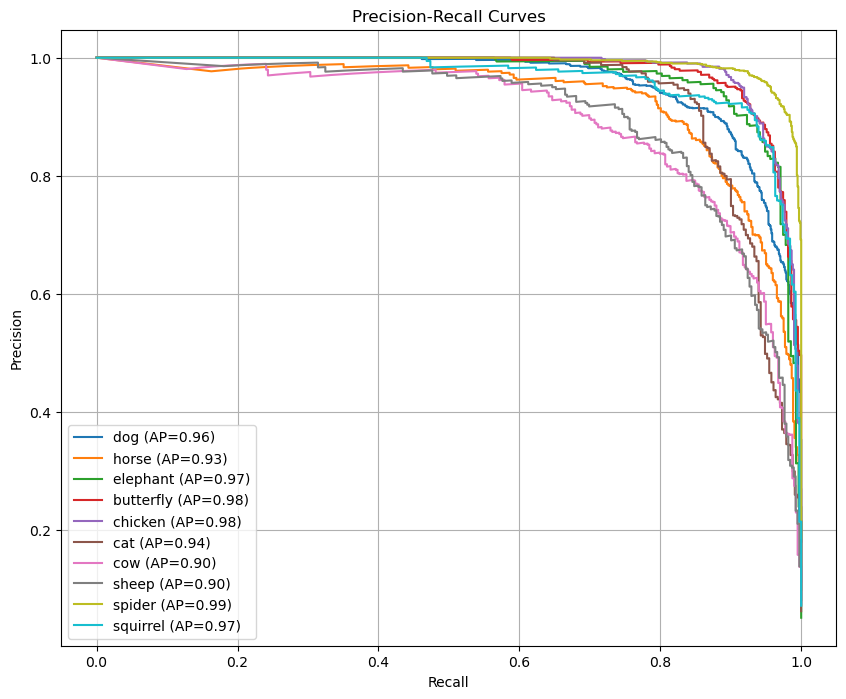 Precision-Recall Curves
1.0
0.8
0.6
0.4
0.2
Precision
dog (AP=0.96)
horse (AP=0.93)
elephant (AP=0.97)
butterfly (AP=0.98)
chicken (AP=0.98)
cat (AP=0.94)
cow (AP=0.90)
sheep (AP=0.90)
spider (AP=0.99)
squirrel (AP=0.97)
0.0 0.2 0.4 0.6 0.8 1.0
Recall